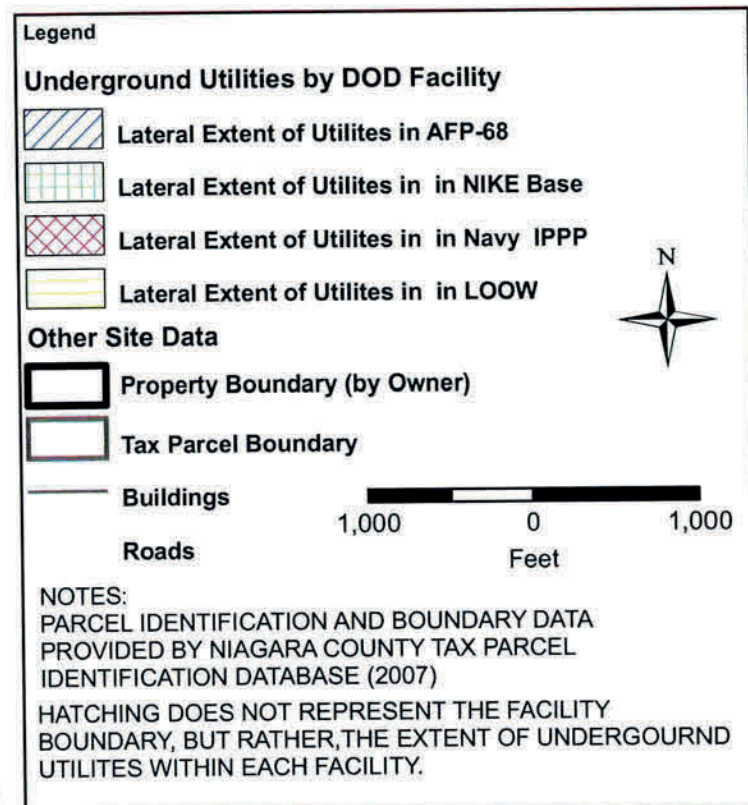 Legend
Underground Utilities by DOD Facility
Lateral Extent of Utilites in AFP-68
Lateral Extent of Utilites in in NIKE Base
Lateral Extent of Utilites in in Navy IPPP
Lateral Extent of Utilites in in LOOW
N
Other Site Data
Property Boundary (by Owner)
Tax Parcel Boundary
Buildings
1,000 0 1,000
Roads
Feet
NOTES:
PARCEL IDENTIFICATION AND BOUNDARY DATA
PROVIDED BY NIAGARA COUNTY TAX PARCEL
IDENTIFICATION DATABASE (2007)
HATCHING DOES NOT REPRESENT THE FACILITY
BOUNDARY, BUT RATHER,THE EXTENT OF UNDERGOURND
UTILITES WITHIN EACH FACILITY.